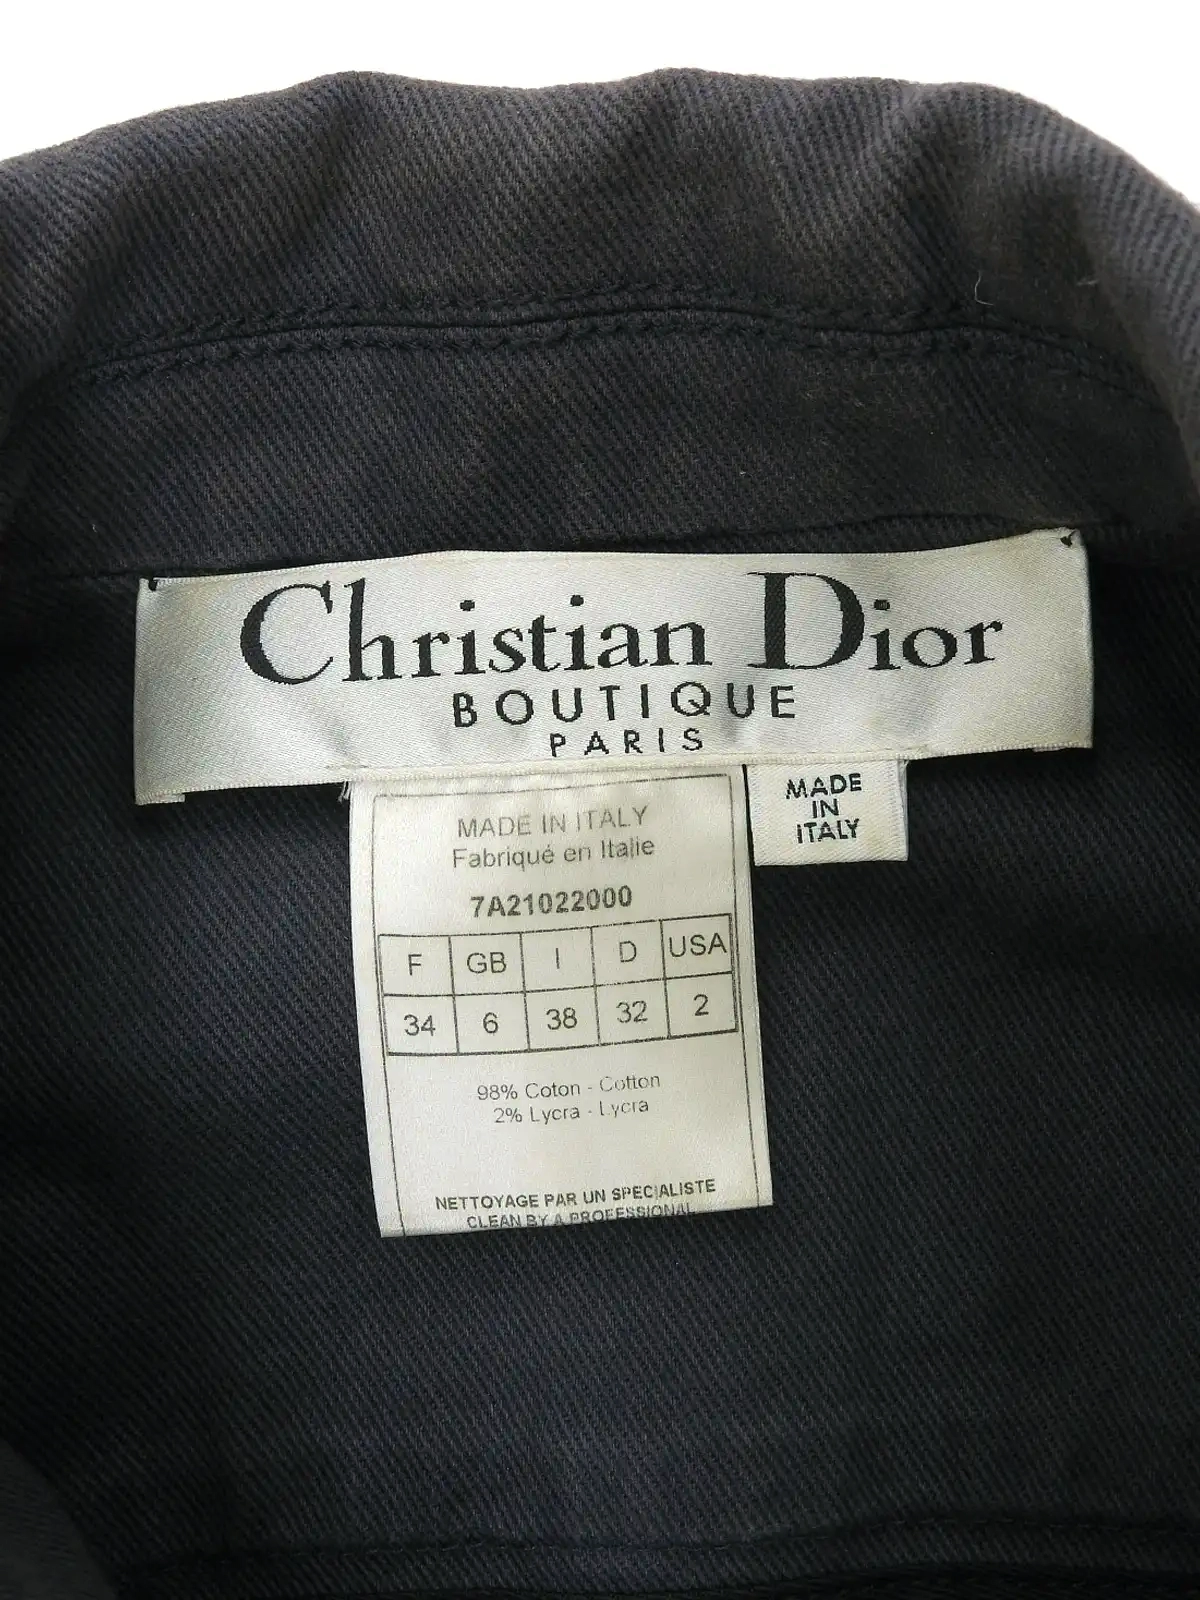 Christian Dior
BOUTIQUE
PARIS
MADE
IN
ITALY
MADE IN ITALY
Fabriqué en Italie
7A21022000
F GB I D USA
34 6 38 32 2
98% Coton - Cotton
2% Lycra - Lycra
NETTOYAGE PAR UN SPECIALISTE
CLEAN BY A PROFESSIONAL